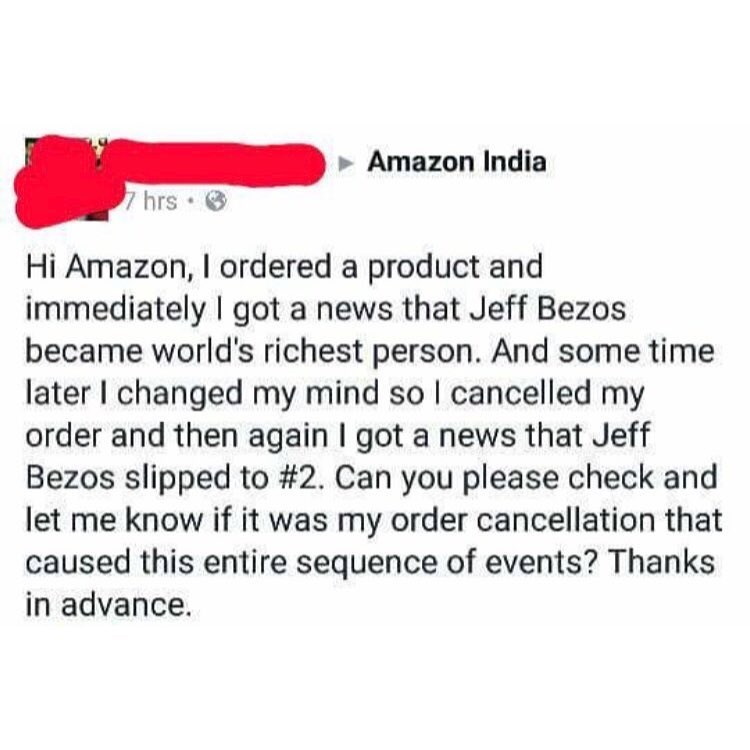 ▸ Amazon India
7 hrs ·
Hi Amazon, I ordered a product and
immediately I got a news that Jeff Bezos
became world's richest person. And some time
later I changed my mind so I cancelled my
order and then again I got a news that Jeff
Bezos slipped to #2. Can you please check and
let me know if it was my order cancellation that
caused this entire sequence of events? Thanks
in advance.